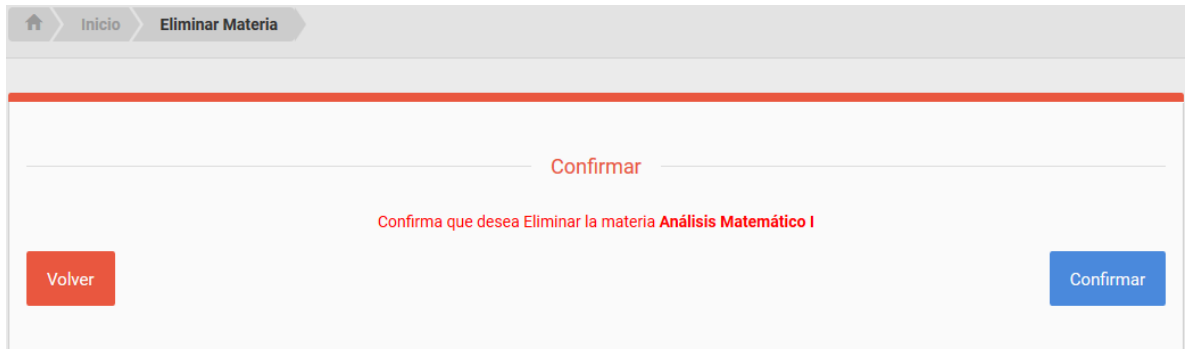 Inicio Eliminar Materia
Confirmar
Confirma que desea Eliminar la materia Análisis Matemático I
Volver Confirmar